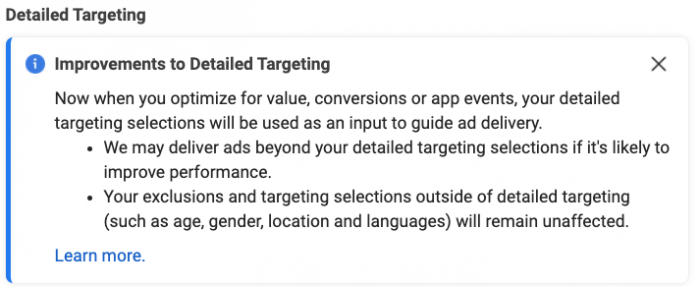 Detailed Targeting
Improvements to Detailed Targeting
Now when you optimize for value, conversions or app events, your detailed
targeting selections will be used as an input to guide ad delivery.
• We may deliver ads beyond your detailed targeting selections if it's likely to
improve performance.
• Your exclusions and targeting selections outside of detailed targeting
(such as age, gender, location and languages) will remain unaffected.
Learn more.